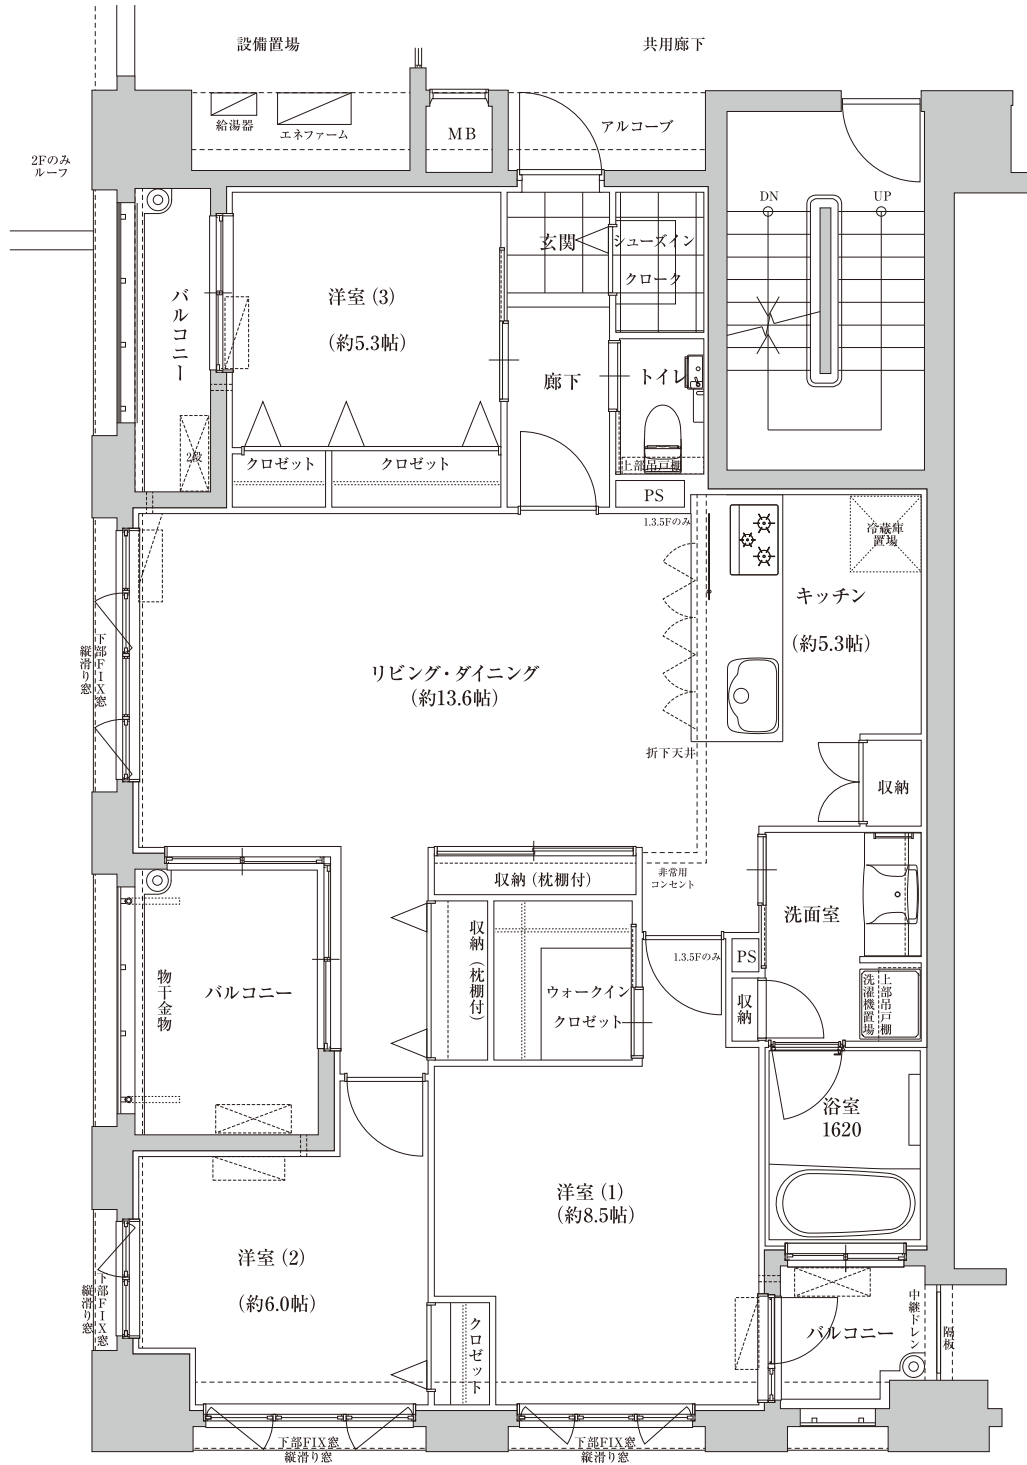 設備置場
共用廊下
給湯器
エネファーム
MB
アルコーブ
2Fのみ
ルーフ
DN
UP
玄関
シューズイン
クローク
バルコニー
洋室（3）
（約5.3帖）
廊下
トイレ
2段
クロゼット
クロゼット
上部吊戸棚
PS
1.3.5Fのみ
冷蔵庫
置場
キッチン
（約5.3帖）
下部FIX窓
縦滑り窓
リビング・ダイニング
（約13.6帖）
折下天井
収納
収納（枕棚付）
非常用
コンセント
洗面室
収納（枕棚付）
1.3.5Fのみ
PS
物干金物
バルコニー
ウォークイン
クロゼット
収納
上部吊戸棚
洗濯機置場
浴室
1620
洋室（1）
（約8.5帖）
洋室（2）
（約6.0帖）
下部FIX窓
縦滑り窓
クロゼット
バルコニー
中継ドレン
隔板
下部FIX窓
縦滑り窓
下部FIX窓
縦滑り窓